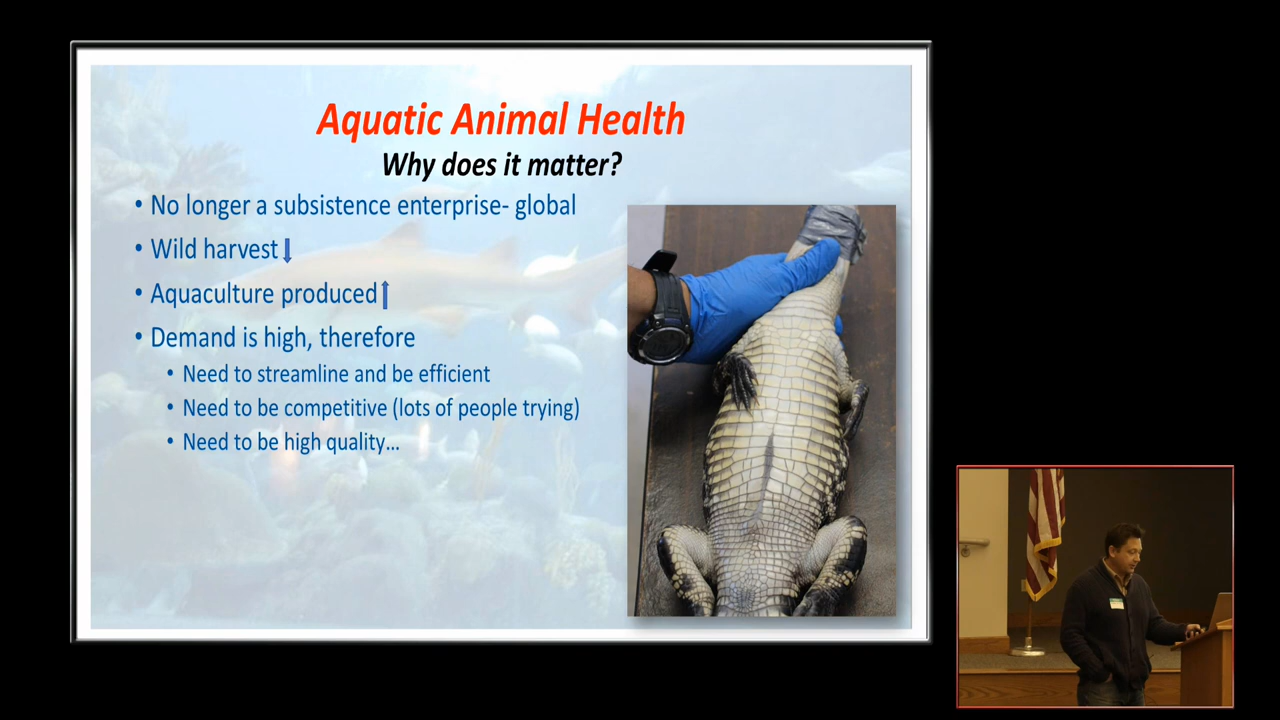 Aquatic Animal Health
Why does it matter?
• No longer a subsistence enterprise- global
• Wild harvest
• Aquaculture produced
• Demand is high, therefore
• Need to streamline and be efficient
• Need to be competitive (lots of people trying)
• Need to be high quality...